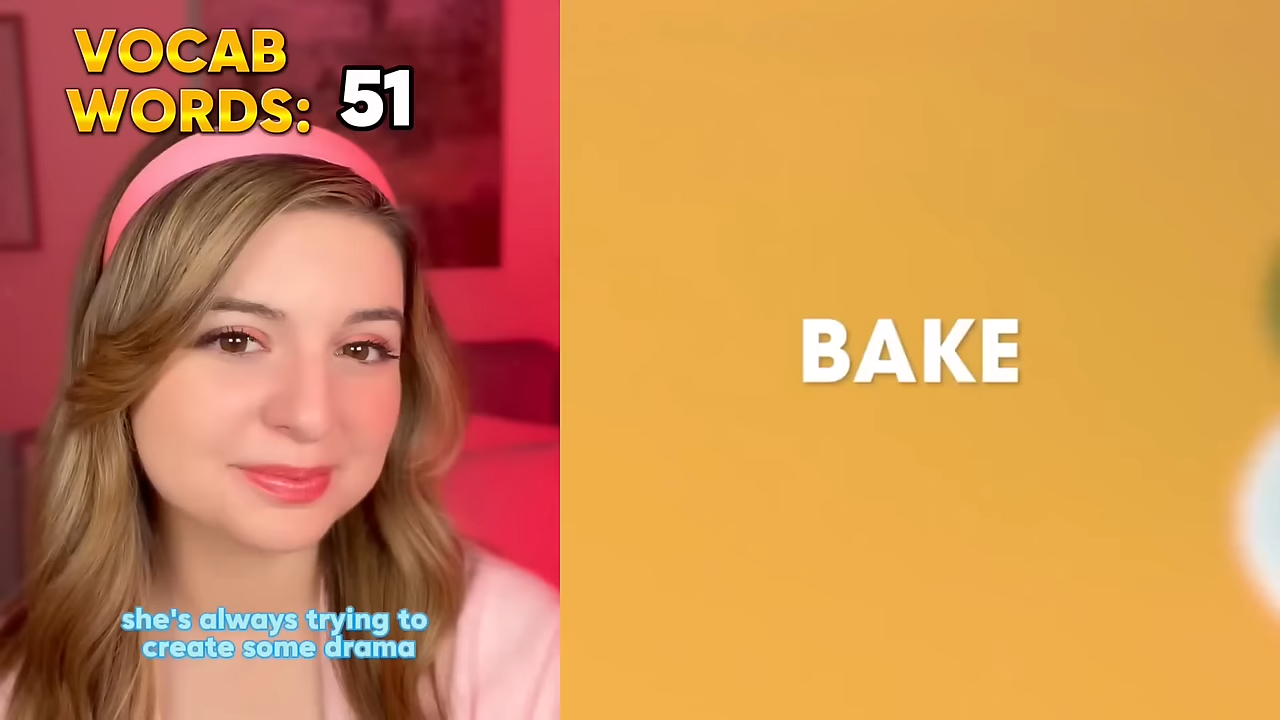 VOCAB
WORDS: 51
BAKE
she's always trying to
create some drama